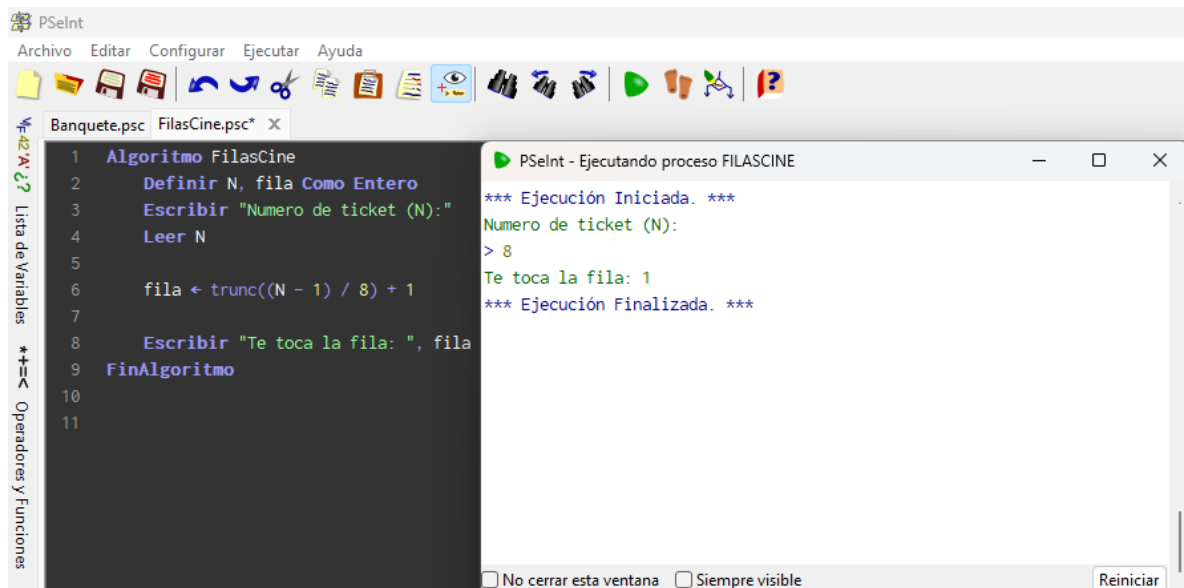 PSeInt
Archivo Editar Configurar Ejecutar Ayuda
Banquete.psc FilasCine.psc* X
1 Algoritmo FilasCine
2 Definir N, fila Como Entero
3 Escribir "Numero de ticket (N):"
4 Leer N
5
6 fila ← trunc((N - 1) / 8) + 1
7
8 Escribir "Te toca la fila: ", fila
9 FinAlgoritmo
10
11
42 'A' ¿? Lista de Variables
*+=< Operadores y Funciones
PSeInt - Ejecutando proceso FILASCINE
*** Ejecución Iniciada. ***
Numero de ticket (N):
> 8
Te toca la fila: 1
*** Ejecución Finalizada. ***
No cerrar esta ventana Siempre visible Reiniciar